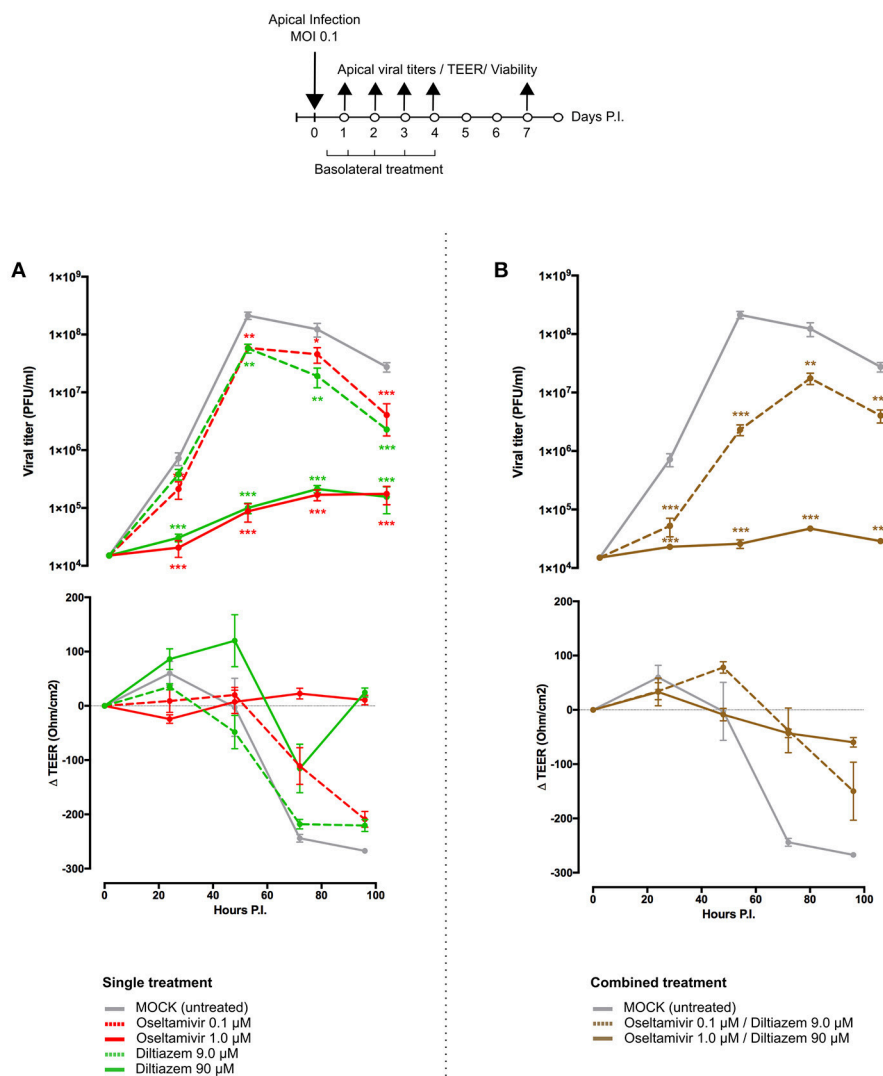 Apical Infection
MOI 0.1
Apical viral titers / TEER/ Viability
Days P.I.
0 1 2 3 4 5 6 7
Basolateral treatment
A
Viral titer (PFU/ml)
1×10⁹
1×10⁸
1×10⁷
1×10⁶
1×10⁵
1×10⁴
** * ***
** ** ***
*** *** *** ***
*** *** *** ***
Δ TEER (Ohm/cm2)
200
100
0
-100
-200
-300
0 20 40 60 80 100
Hours P.I.
Single treatment
MOCK (untreated)
Oseltamivir 0.1 µM
Oseltamivir 1.0 µM
Diltiazem 9.0 µM
Diltiazem 90 µM
B
Viral titer (PFU/ml)
1×10⁹
1×10⁸
1×10⁷
1×10⁶
1×10⁵
1×10⁴
*** *** **
*** *** ***
Δ TEER (Ohm/cm2)
200
100
0
-100
-200
-300
0 20 40 60 80 100
Hours P.I.
Combined treatment
MOCK (untreated)
Oseltamivir 0.1 µM / Diltiazem 9.0 µM
Oseltamivir 1.0 µM / Diltiazem 90 µM